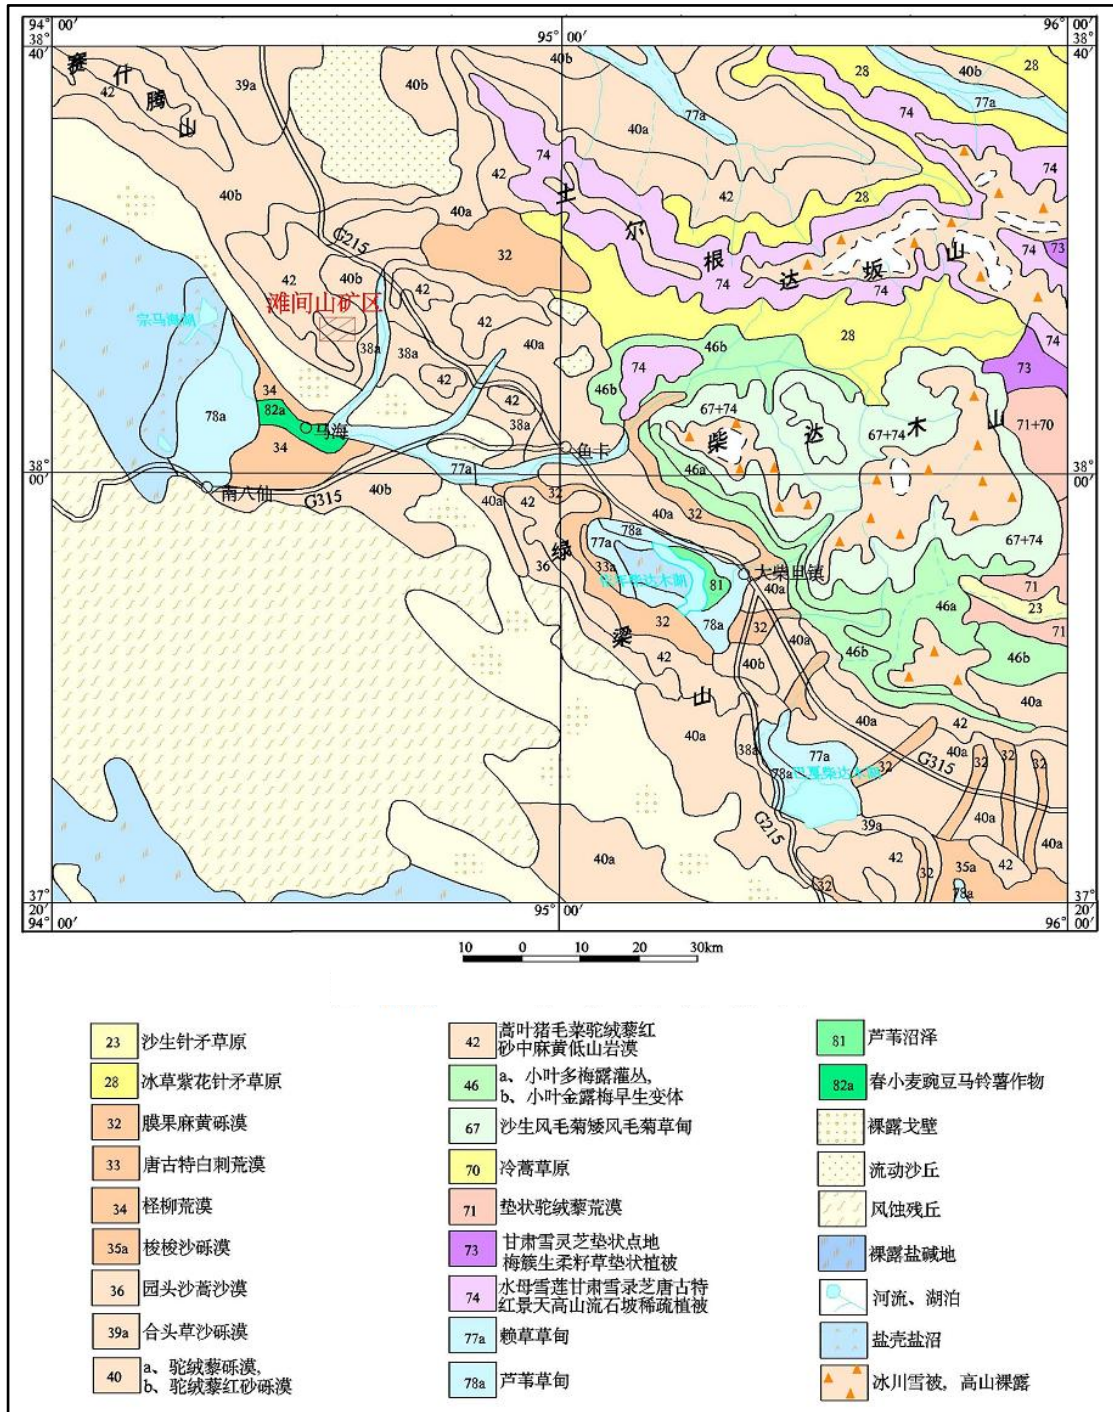 94° 00′
95° 00′
96° 00′
38° 40′
38° 40′
赛什腾山
42
39a
40b
40b
28
40b
28
77a
77a
74
40a
74
74
42
40b
42
28
40a
土尔根达坂山
G215
32
74
73
42
40b
42
滩间山矿区
宗马海湖
38a
38a
42
40a
74
74
28
46b
74
73
74
42
46b
34
82a
马海
78a
34
42
38a
鱼卡
67+74
柴达木山
67+74
71+70
46a
38° 00′
38° 00′
77a
南八仙
G315
40b
40a
42
32
40a
32
78a
77a
33a
绿梁山
36
81
大柴旦镇
40a
67+74
71
23
71
46a
46b
46b
32
78a
32
40a
42
40b
40a
40a
42
40a
38a
77a
78a
巴戛柴达木湖
32
40a
G315
32
32
32
40a
40a
39a
G215
40a
42
32
32
35a
42
78a
37° 20′
37° 20′
94° 00′
95° 00′
96° 00′
10 0 10 20 30km
23 沙生针矛草原
28 冰草紫花针矛草原
32 膜果麻黄砾漠
33 唐古特白刺荒漠
34 柽柳荒漠
35a 梭梭沙砾漠
36 园头沙蒿沙漠
39a 合头草沙砾漠
40 a、驼绒藜砾漠,
b、驼绒藜红砂砾漠
42 蒿叶猪毛菜驼绒藜红
砂中麻黄低山岩漠
46 a、小叶多梅露灌丛,
b、小叶金露梅旱生变体
67 沙生风毛菊矮风毛菊草甸
70 冷蒿草原
71 垫状驼绒藜荒漠
73 甘肃雪灵芝垫状点地
梅簇生柔籽草垫状植被
74 水母雪莲甘肃雪录芝唐古特
红景天高山流石坡稀疏植被
77a 赖草草甸
78a 芦苇草甸
81 芦苇沼泽
82a 春小麦豌豆马铃薯作物
裸露戈壁
流动沙丘
风蚀残丘
裸露盐碱地
河流、湖泊
盐壳盐沼
冰川雪被，高山裸露